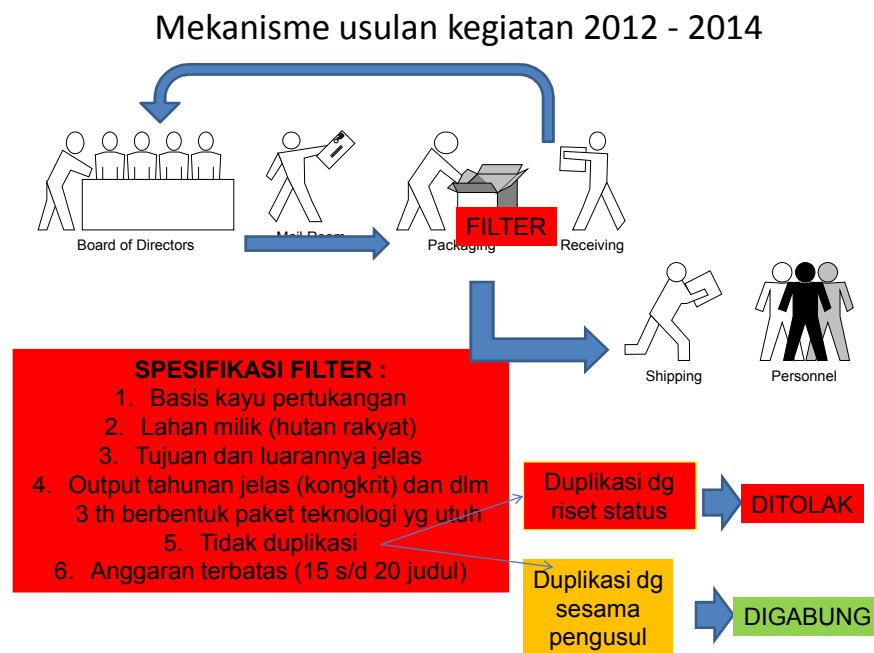 Mekanisme usulan kegiatan 2012 - 2014
Board of Directors
Mail Room
Packaging
FILTER
Receiving
Shipping
Personnel
SPESIFIKASI FILTER :
1. Basis kayu pertukangan
2. Lahan milik (hutan rakyat)
3. Tujuan dan luarannya jelas
4. Output tahunan jelas (kongkrit) dan dlm
3 th berbentuk paket teknologi yg utuh
5. Tidak duplikasi
6. Anggaran terbatas (15 s/d 20 judul)
Duplikasi dg
riset status
DITOLAK
Duplikasi dg
sesama
pengusul
DIGABUNG